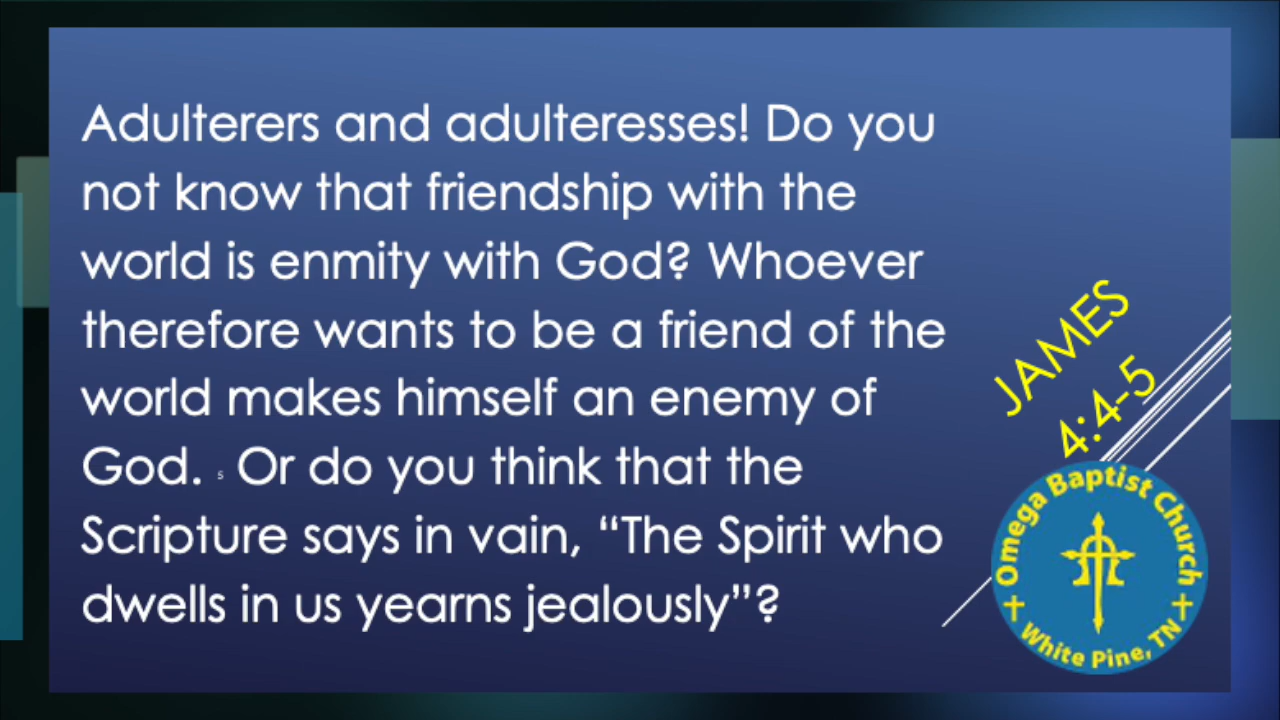 Adulterers and adulteresses! Do you
not know that friendship with the
world is enmity with God? Whoever
therefore wants to be a friend of the
world makes himself an enemy of
God. 5 Or do you think that the
Scripture says in vain, “The Spirit who
dwells in us yearns jealously”?
JAMES
4:4-5
Omega Baptist Church
White Pine, TN